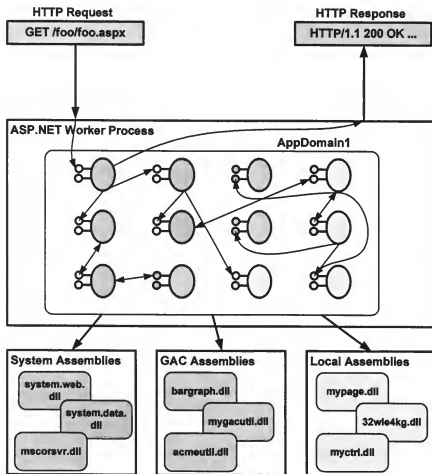 HTTP Request
GET /foo/foo.aspx
HTTP Response
HTTP/1.1 200 OK ...
ASP.NET Worker Process
AppDomain1
System Assemblies
system.web.
dll
system.data.
dll
mscorsvr.dll
GAC Assemblies
bargraph.dll
mygacutil.dll
acmeutil.dll
Local Assemblies
mypage.dll
32wle4kg.dll
myctrl.dll